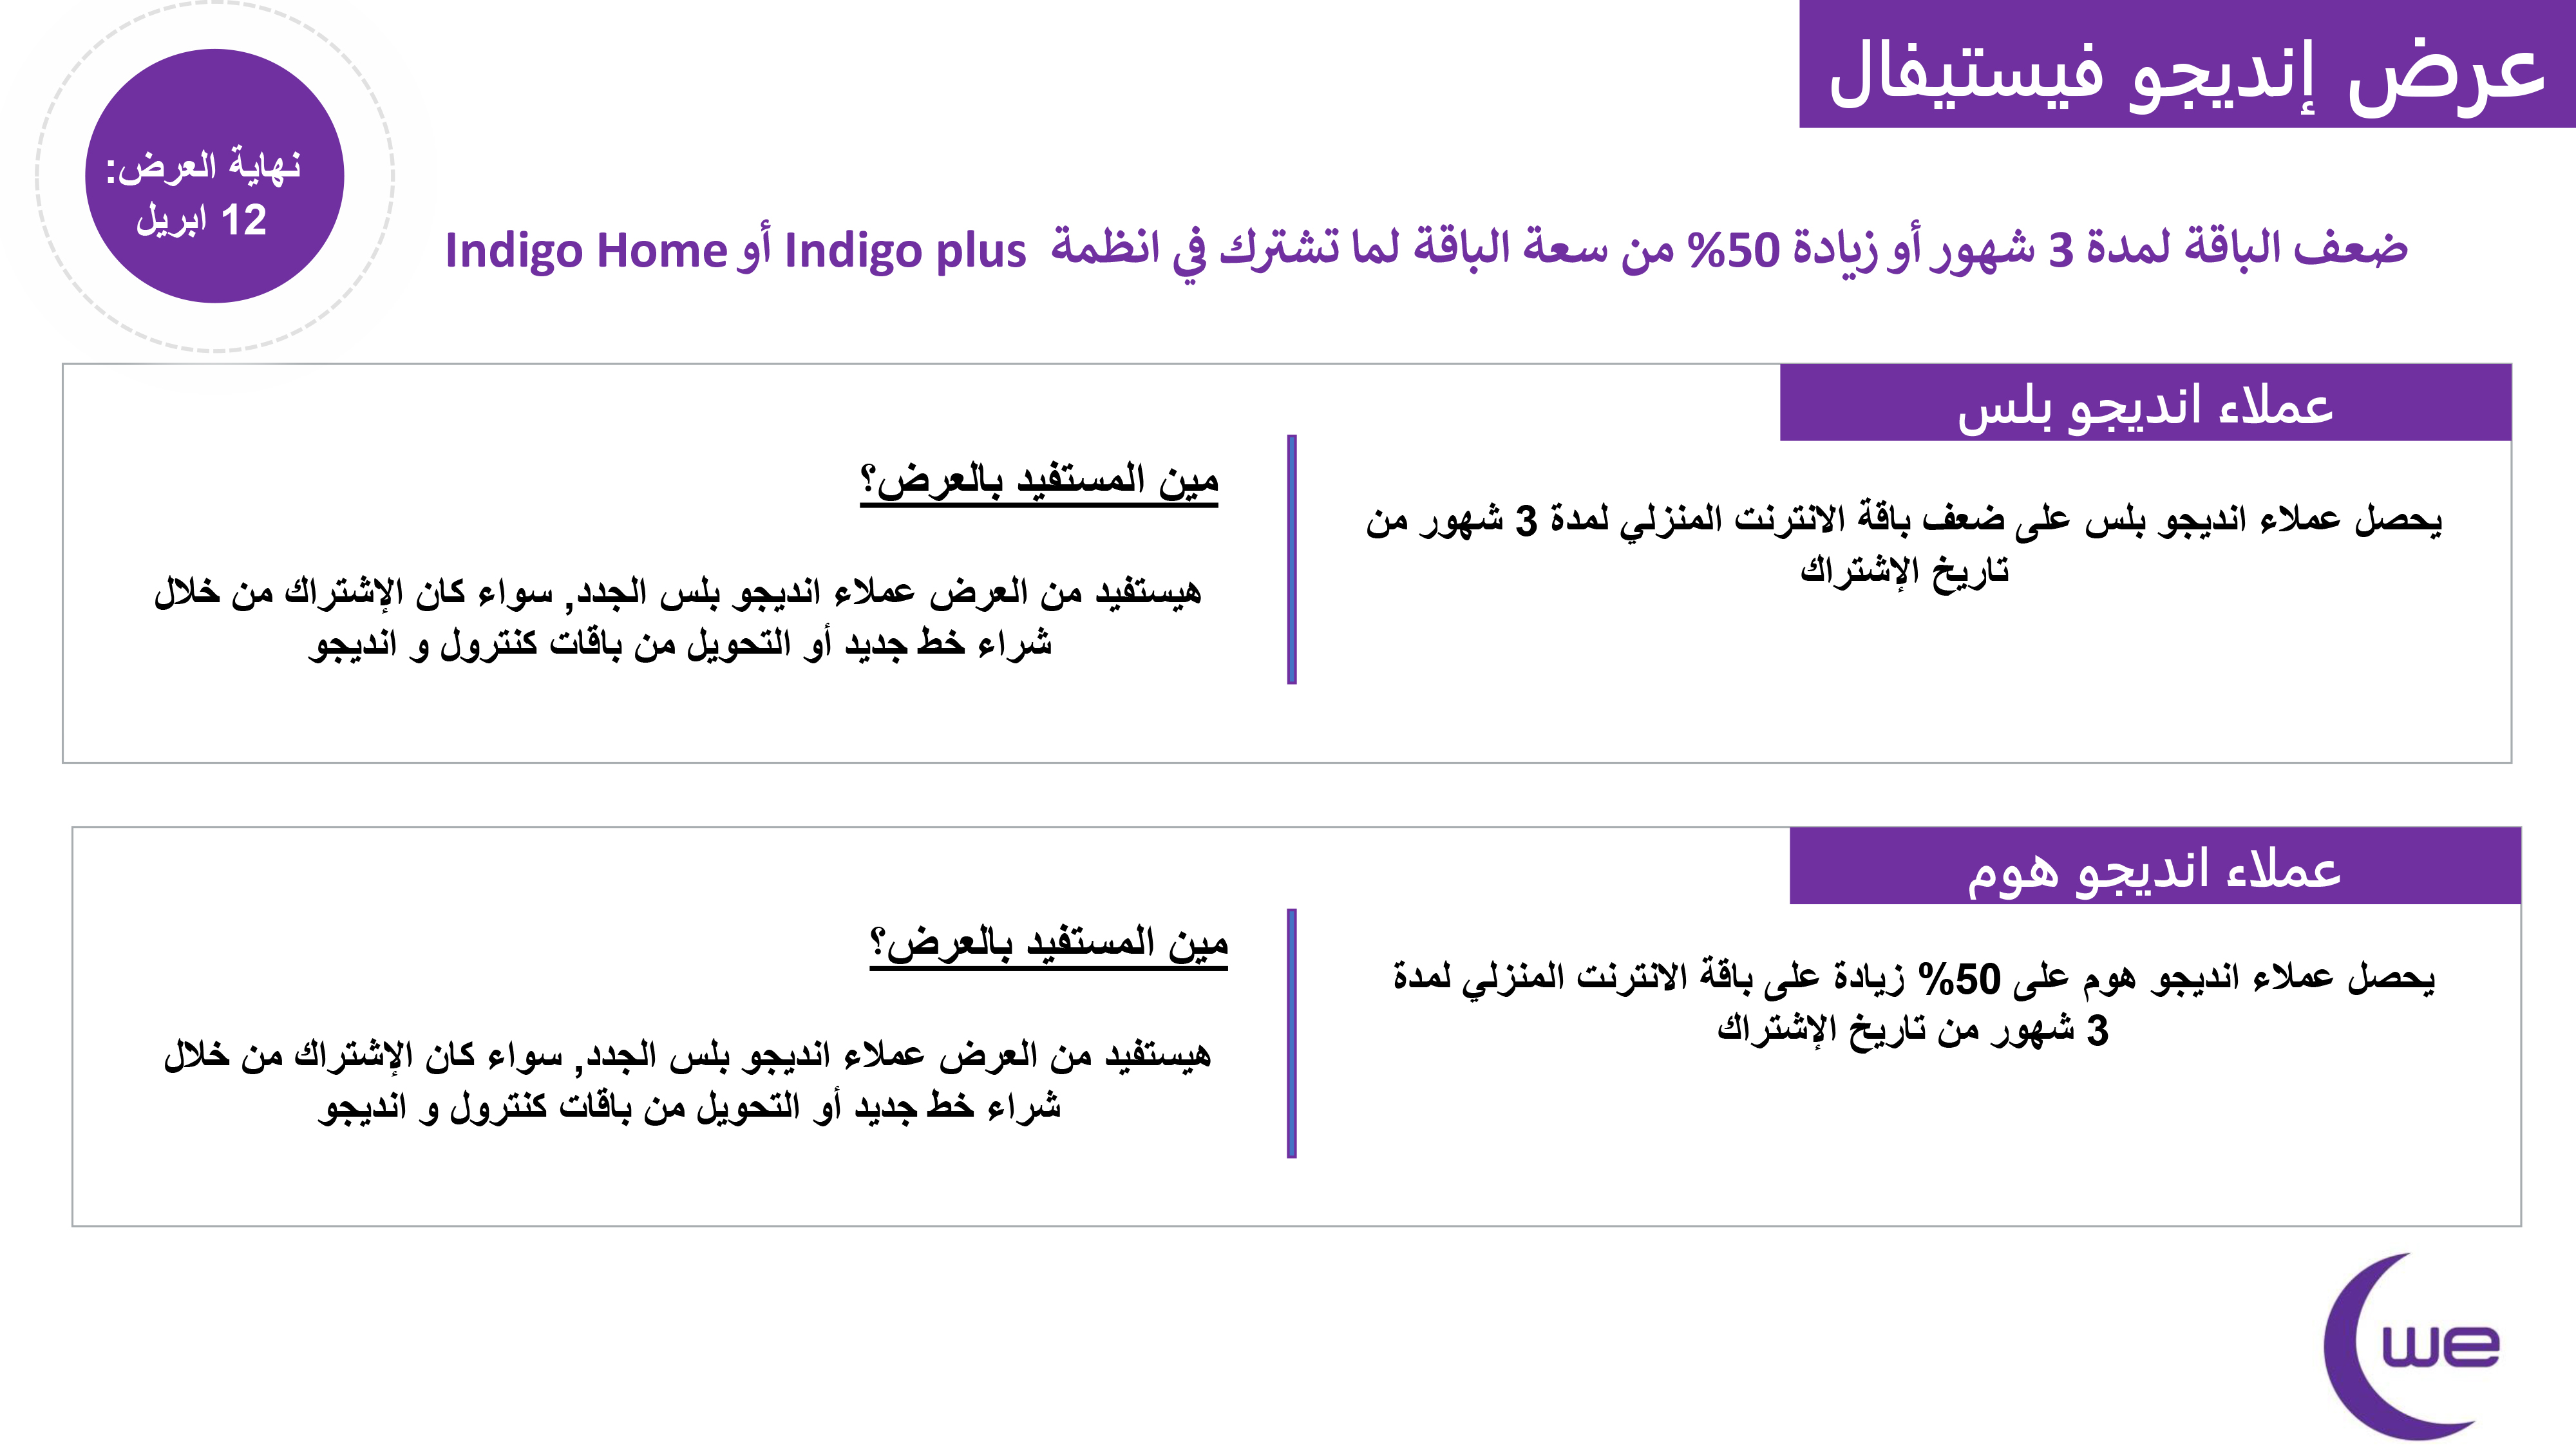 عرض إنديجو فيستيفال
نهاية العرض:
12 ابريل
ضعف الباقة لمدة 3 شهور أو زيادة 50% من سعة الباقة لما تشترك في انظمة Indigo plus أو Indigo Home
عملاء انديجو بلس
يحصل عملاء انديجو بلس على ضعف باقة الانترنت المنزلي لمدة 3 شهور من
تاريخ الإشتراك
مين المستفيد بالعرض؟
هيستفيد من العرض عملاء انديجو بلس الجدد, سواء كان الإشتراك من خلال
شراء خط جديد أو التحويل من باقات كنترول و انديجو
عملاء انديجو هوم
يحصل عملاء انديجو هوم على 50% زيادة على باقة الانترنت المنزلي لمدة
3 شهور من تاريخ الإشتراك
مين المستفيد بالعرض؟
هيستفيد من العرض عملاء انديجو بلس الجدد, سواء كان الإشتراك من خلال
شراء خط جديد أو التحويل من باقات كنترول و انديجو
we